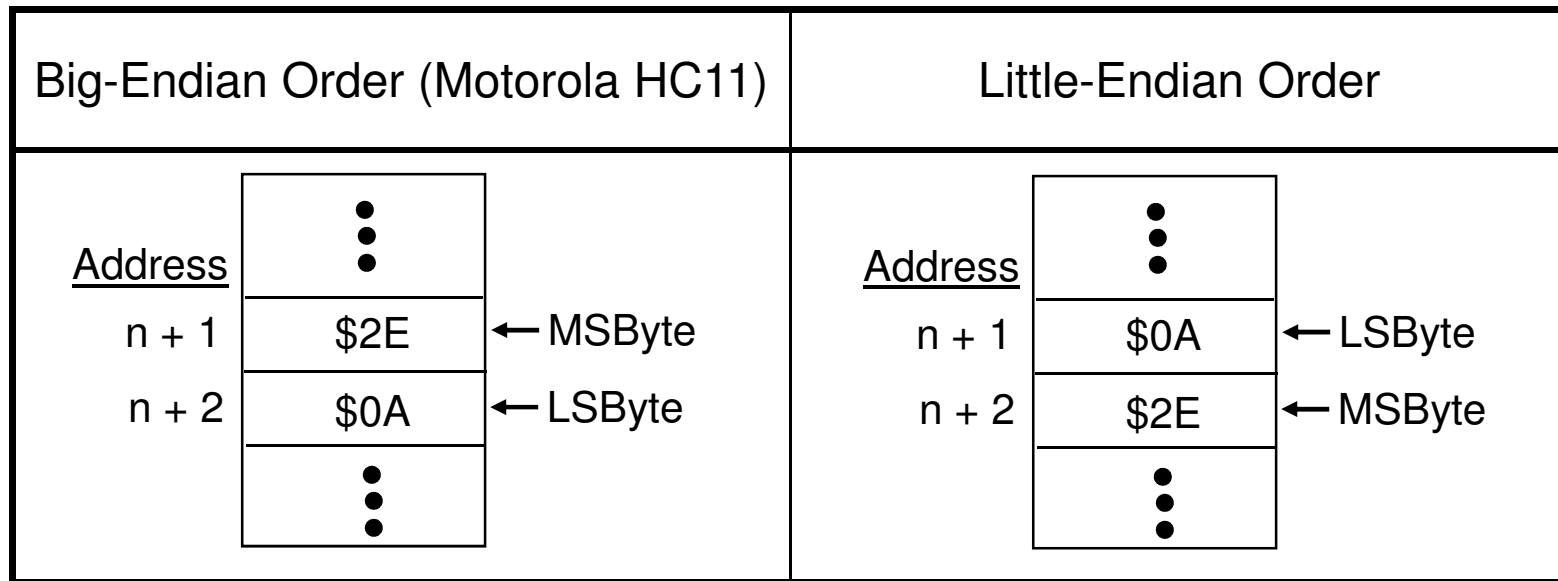 Big-Endian Order (Motorola HC11)
Little-Endian Order
Address
n + 1 $2E MSByte
n + 2 $0A LSByte
Address
n + 1 $0A LSByte
n + 2 $2E MSByte